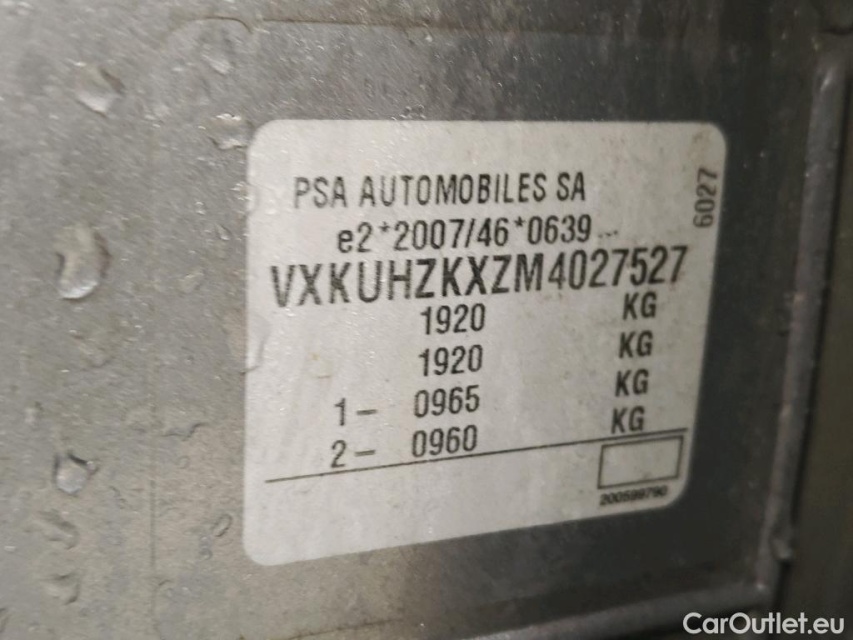 PSA AUTOMOBILES SA
6027
e2*2007/46*0639...
VXKUHZKXZM4027527
1920 KG
1920 KG
1- 0965 KG
2- 0960 KG
200599790
CarOutlet.eu